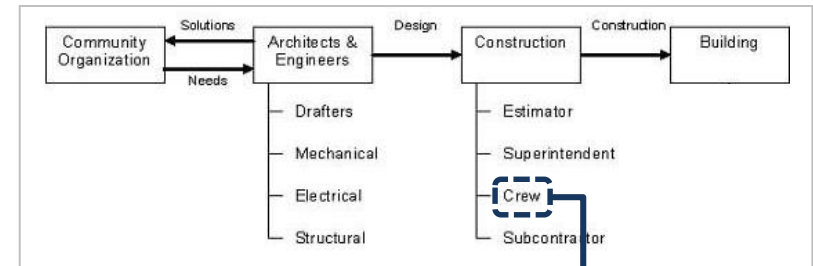 Community
Organization
Solutions
Needs
Architects &
Engineers
Design
Construction
Construction
Building
Drafters
Mechanical
Electrical
Structural
Estimator
Superintendent
Crew
Subcontractor